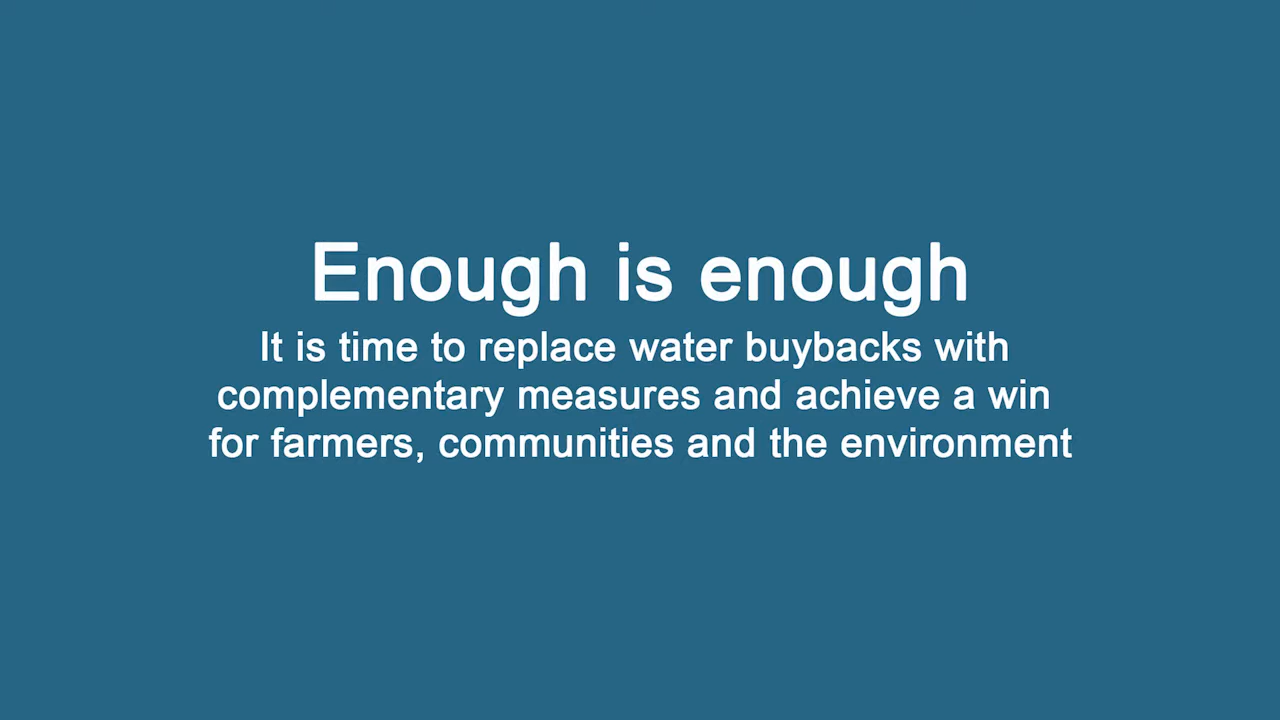 Enough is enough
It is time to replace water buybacks with
complementary measures and achieve a win
for farmers, communities and the environment